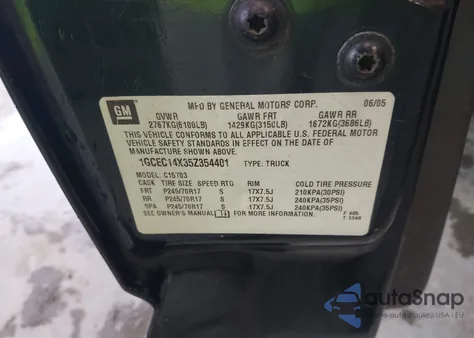 GM
MFD BY GENERAL MOTORS CORP. 06/05
GVWR GAWR FRT GAWR RR
2767KG(6100LB) 1429KG(3150LB) 1672KG(3686LB)
THIS VEHICLE CONFORMS TO ALL APPLICABLE U.S. FEDERAL MOTOR
VEHICLE SAFETY STANDARDS IN EFFECT ON THE DATE OF
MANUFACTURE SHOWN ABOVE.
1GCEC14X35Z354401 TYPE: TRUCK
MODEL: C15703
TIRE SIZE SPEED RTG RIM COLD TIRE PRESSURE
FRT P245/70R17 S 17X7.5J 210KPA(30PSI)
RR P245/70R17 S 17X7.5J 240KPA(35PSI)
SPA P245/70R17 S 17X7.5J 240KPA(35PSI)
SEE OWNER'S MANUAL FOR MORE INFORMATION.
autoSnap